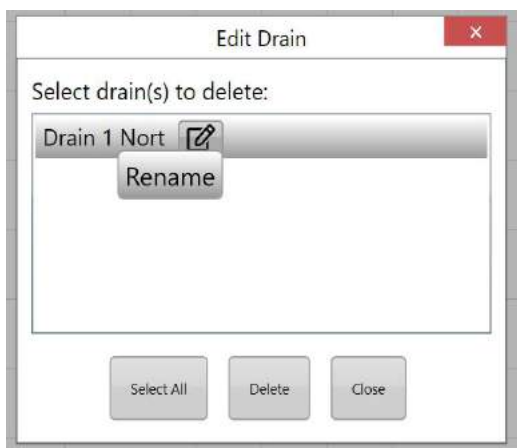 Edit Drain
Select drain(s) to delete:
Drain 1 Nort
Rename
Select All Delete Close